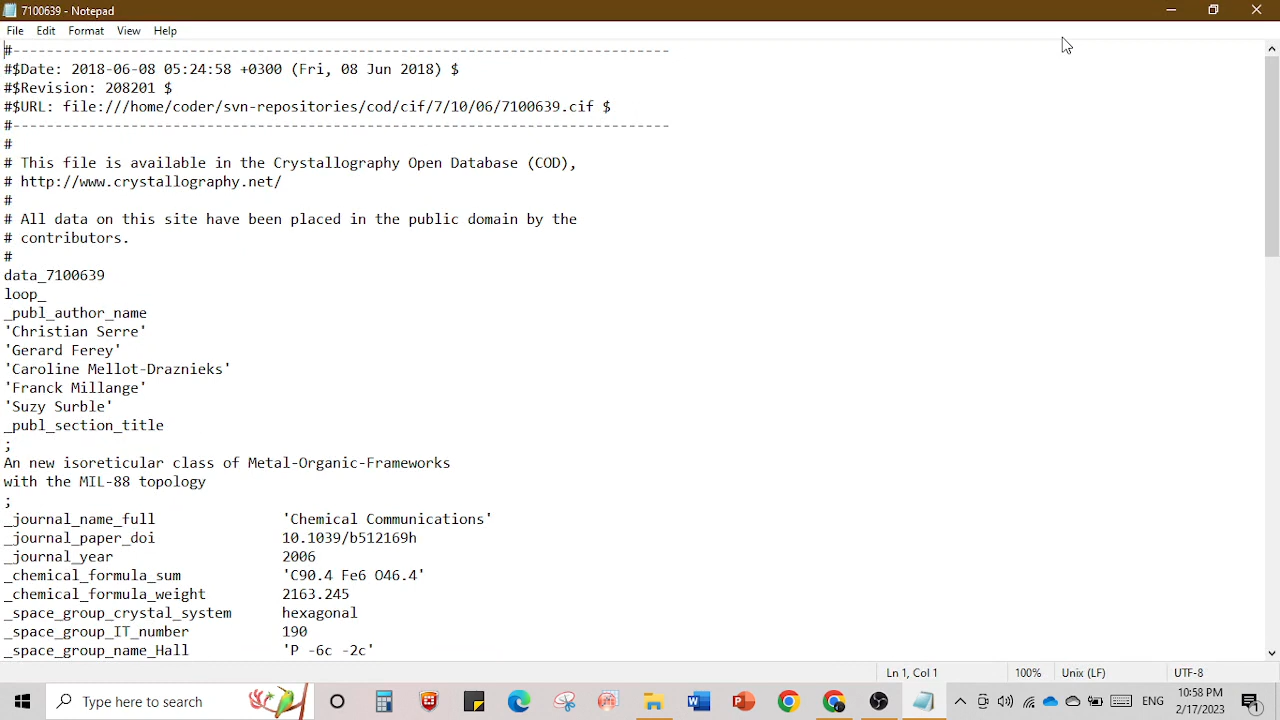 7100639 - Notepad
File Edit Format View Help
#------------------------------------------------------------------------------
#$Date: 2018-06-08 05:24:58 +0300 (Fri, 08 Jun 2018) $
#$Revision: 208201 $
#$URL: file:///home/coder/svn-repositories/cod/cif/7/10/06/7100639.cif $
#------------------------------------------------------------------------------
#
# This file is available in the Crystallography Open Database (COD),
# http://www.crystallography.net/
#
# All data on this site have been placed in the public domain by the
# contributors.
#
data_7100639
loop_
_publ_author_name
'Christian Serre'
'Gerard Ferey'
'Caroline Mellot-Draznieks'
'Franck Millange'
'Suzy Surble'
_publ_section_title
;
An new isoreticular class of Metal-Organic-Frameworks
with the MIL-88 topology
;
_journal_name_full 'Chemical Communications'
_journal_paper_doi 10.1039/b512169h
_journal_year 2006
_chemical_formula_sum 'C90.4 Fe6 O46.4'
_chemical_formula_weight 2163.245
_space_group_crystal_system hexagonal
_space_group_IT_number 190
_space_group_name_Hall 'P -6c -2c'
Ln 1, Col 1 100% Unix (LF) UTF-8
Type here to search ENG 10:58 PM
2/17/2023 1